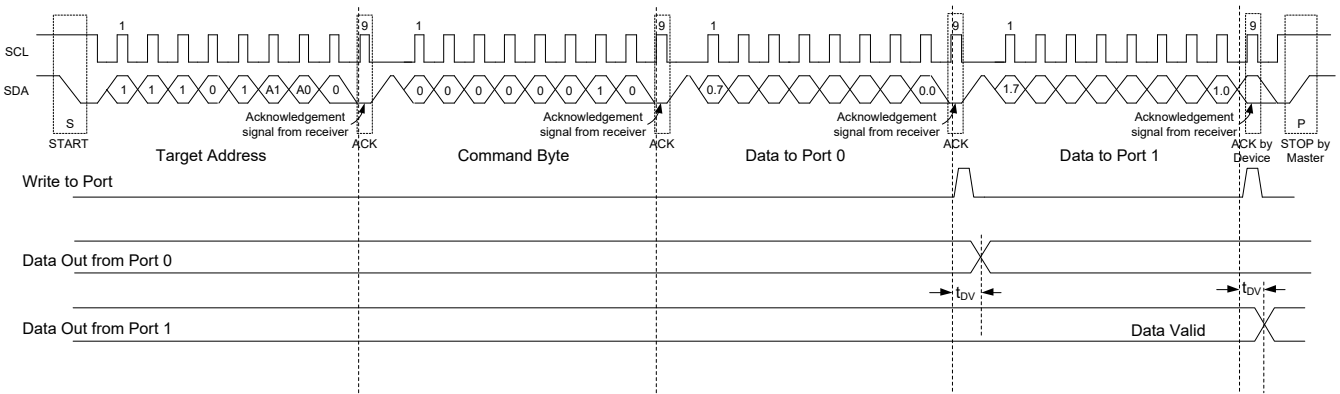 1 9 1 9 1 9 1 9
SCL
SDA
1 1 1 0 1 A1 A0 0 0 0 0 0 0 0 1 0 0.7 0.0 1.7 1.0
S
START
Acknowledgement
signal from receiver
ACK
Acknowledgement
signal from receiver
ACK
Acknowledgement
signal from receiver
ACK
Acknowledgement
signal from receiver
ACK by
Device
P
STOP by
Master
Target Address
Command Byte
Data to Port 0
Data to Port 1
Write to Port
Data Out from Port 0
tDV
tDV
Data Out from Port 1
Data Valid